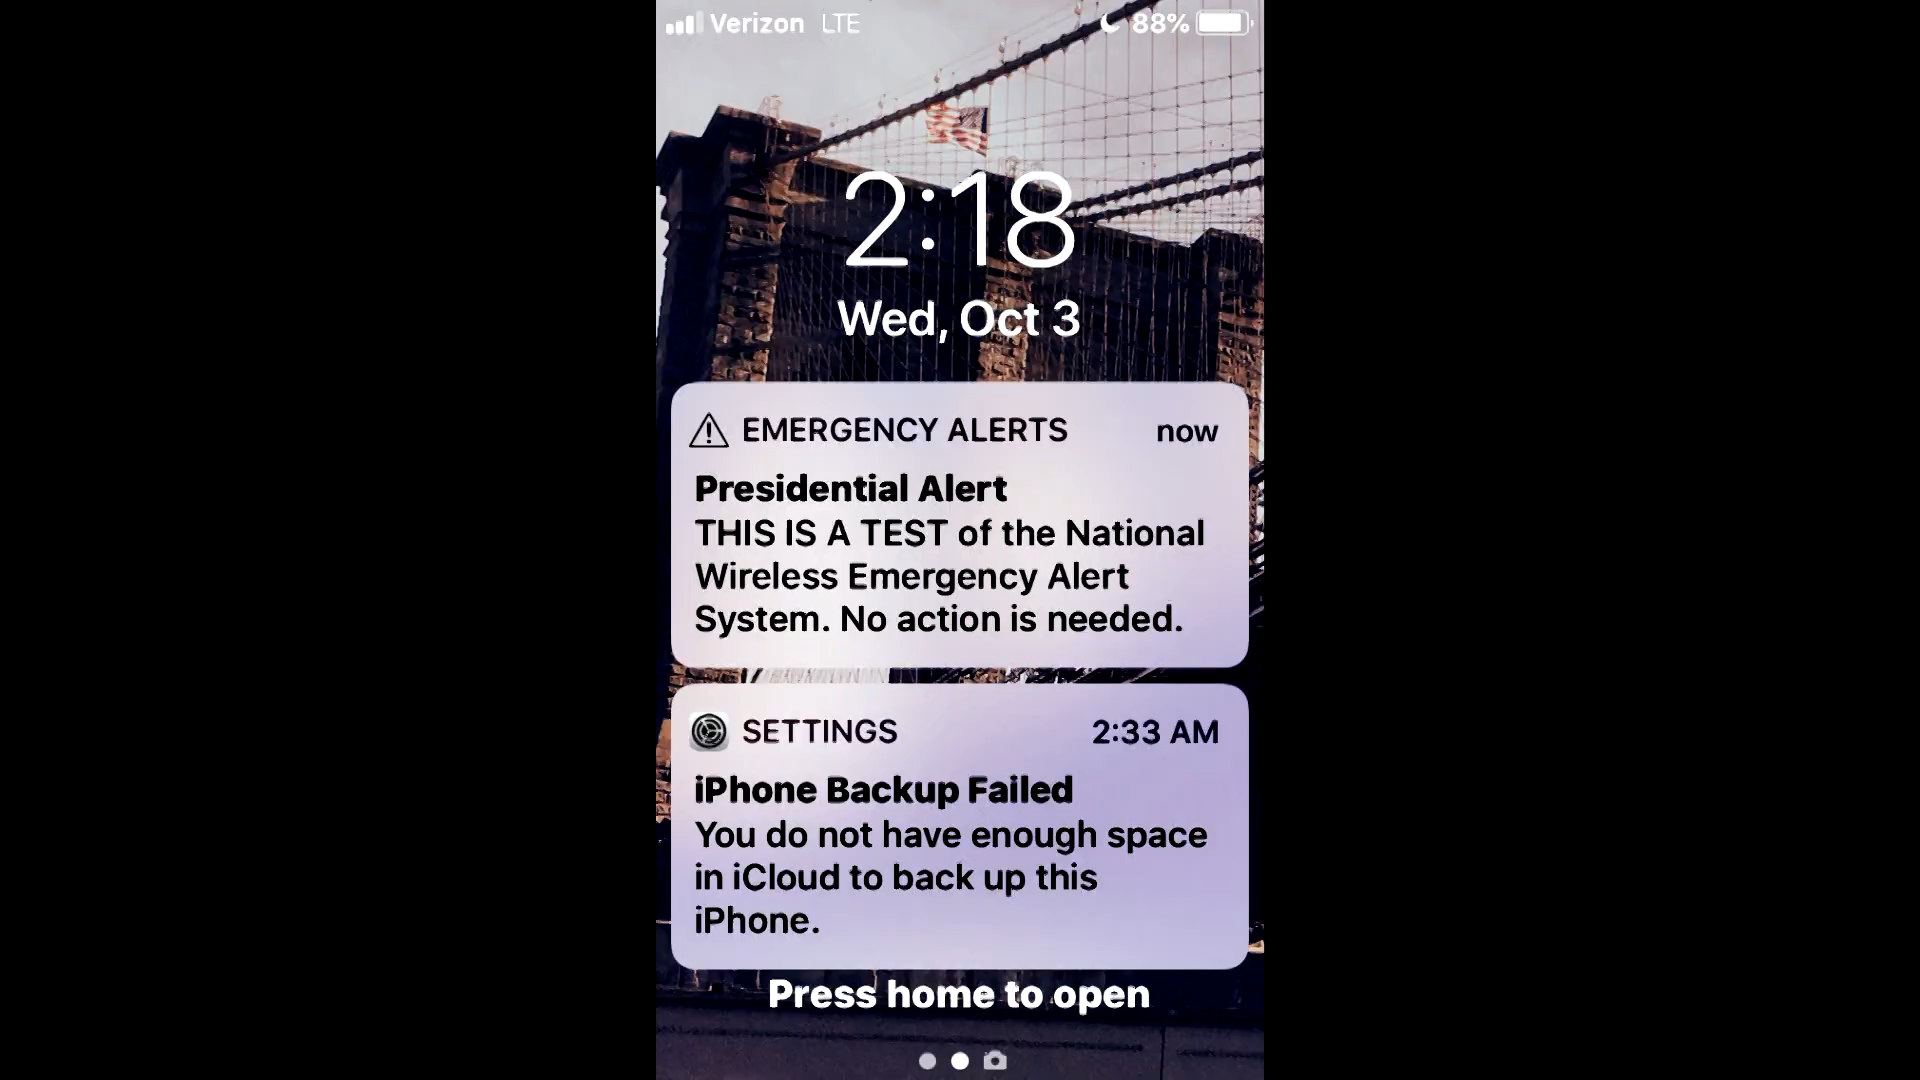 Verizon LTE 88%
2:18
Wed, Oct 3
EMERGENCY ALERTS now
Presidential Alert
THIS IS A TEST of the National
Wireless Emergency Alert
System. No action is needed.
SETTINGS 2:33 AM
iPhone Backup Failed
You do not have enough space
in iCloud to back up this
iPhone.
Press home to open